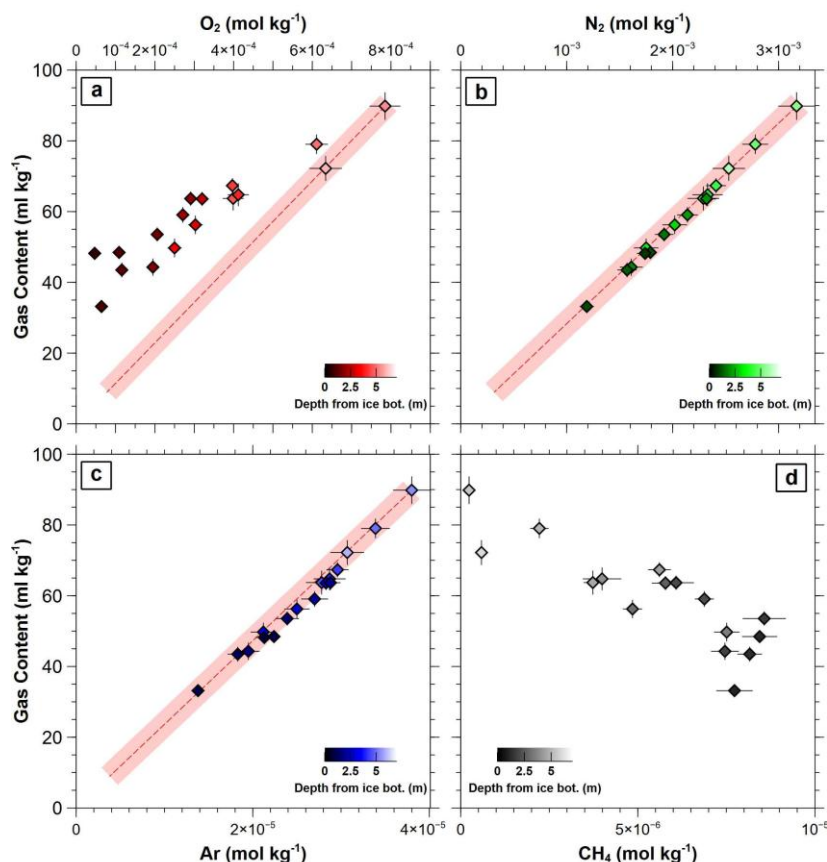 O₂ (mol kg⁻¹)
N₂ (mol kg⁻¹)
0 10⁻⁴ 2×10⁻⁴ 4×10⁻⁴ 6×10⁻⁴ 8×10⁻⁴
0 10⁻³ 2×10⁻³ 3×10⁻³
a
b
Gas Content (ml kg⁻¹)
100
80
60
40
20
0
0 2.5 5
Depth from ice bot. (m)
0 2.5 5
Depth from ice bot. (m)
c
d
Gas Content (ml kg⁻¹)
100
80
60
40
20
0
0 2.5 5
Depth from ice bot. (m)
0 2.5 5
Depth from ice bot. (m)
2×10⁻⁵ 4×10⁻⁵
0 5×10⁻⁶ 10⁻⁵
Ar (mol kg⁻¹)
CH₄ (mol kg⁻¹)